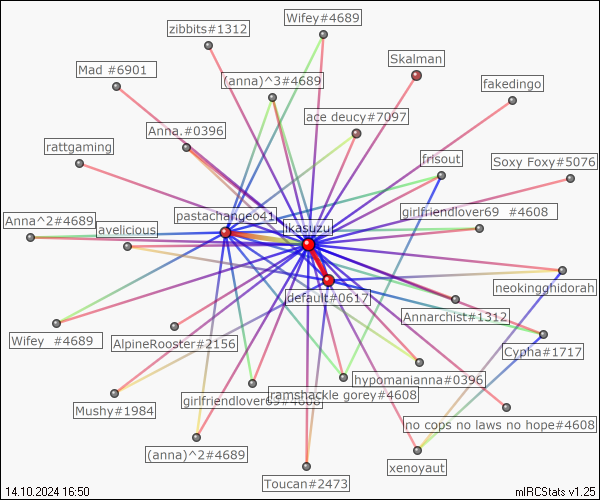 Wifey#4689
zibbits#1312
Skalman
Mad #6901
(anna)^3#4689
fakedingo
ace deucy#7097
Anna.#0396
rattgaming
frisout
Soxy Foxy#5076
pastachangeo41
girlfriendlover69 #4608
Anna^2#4689
avelicious
likasuzu
neokingghidorah
default#0617
Annarchist#1312
Wifey #4689
AlpineRooster#2156
Cypha#1717
hypomanianna#0396
ramshackle gorey#4608
Mushy#1984
no cops no laws no hope#4608
(anna)^2#4689
xenoyaut
Toucan#2473
14.10.2024 16:50
mIRCStats v1.25